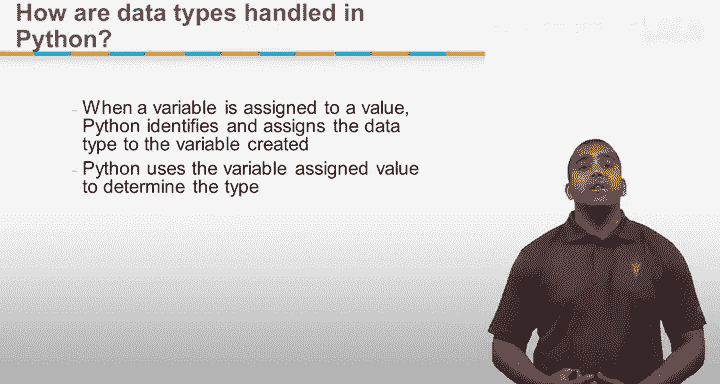 How are data types handled in
Python?
- When a variable is assigned to a value,
Python identifies and assigns the data
type to the variable created
- Python uses the variable assigned value
to determine the type